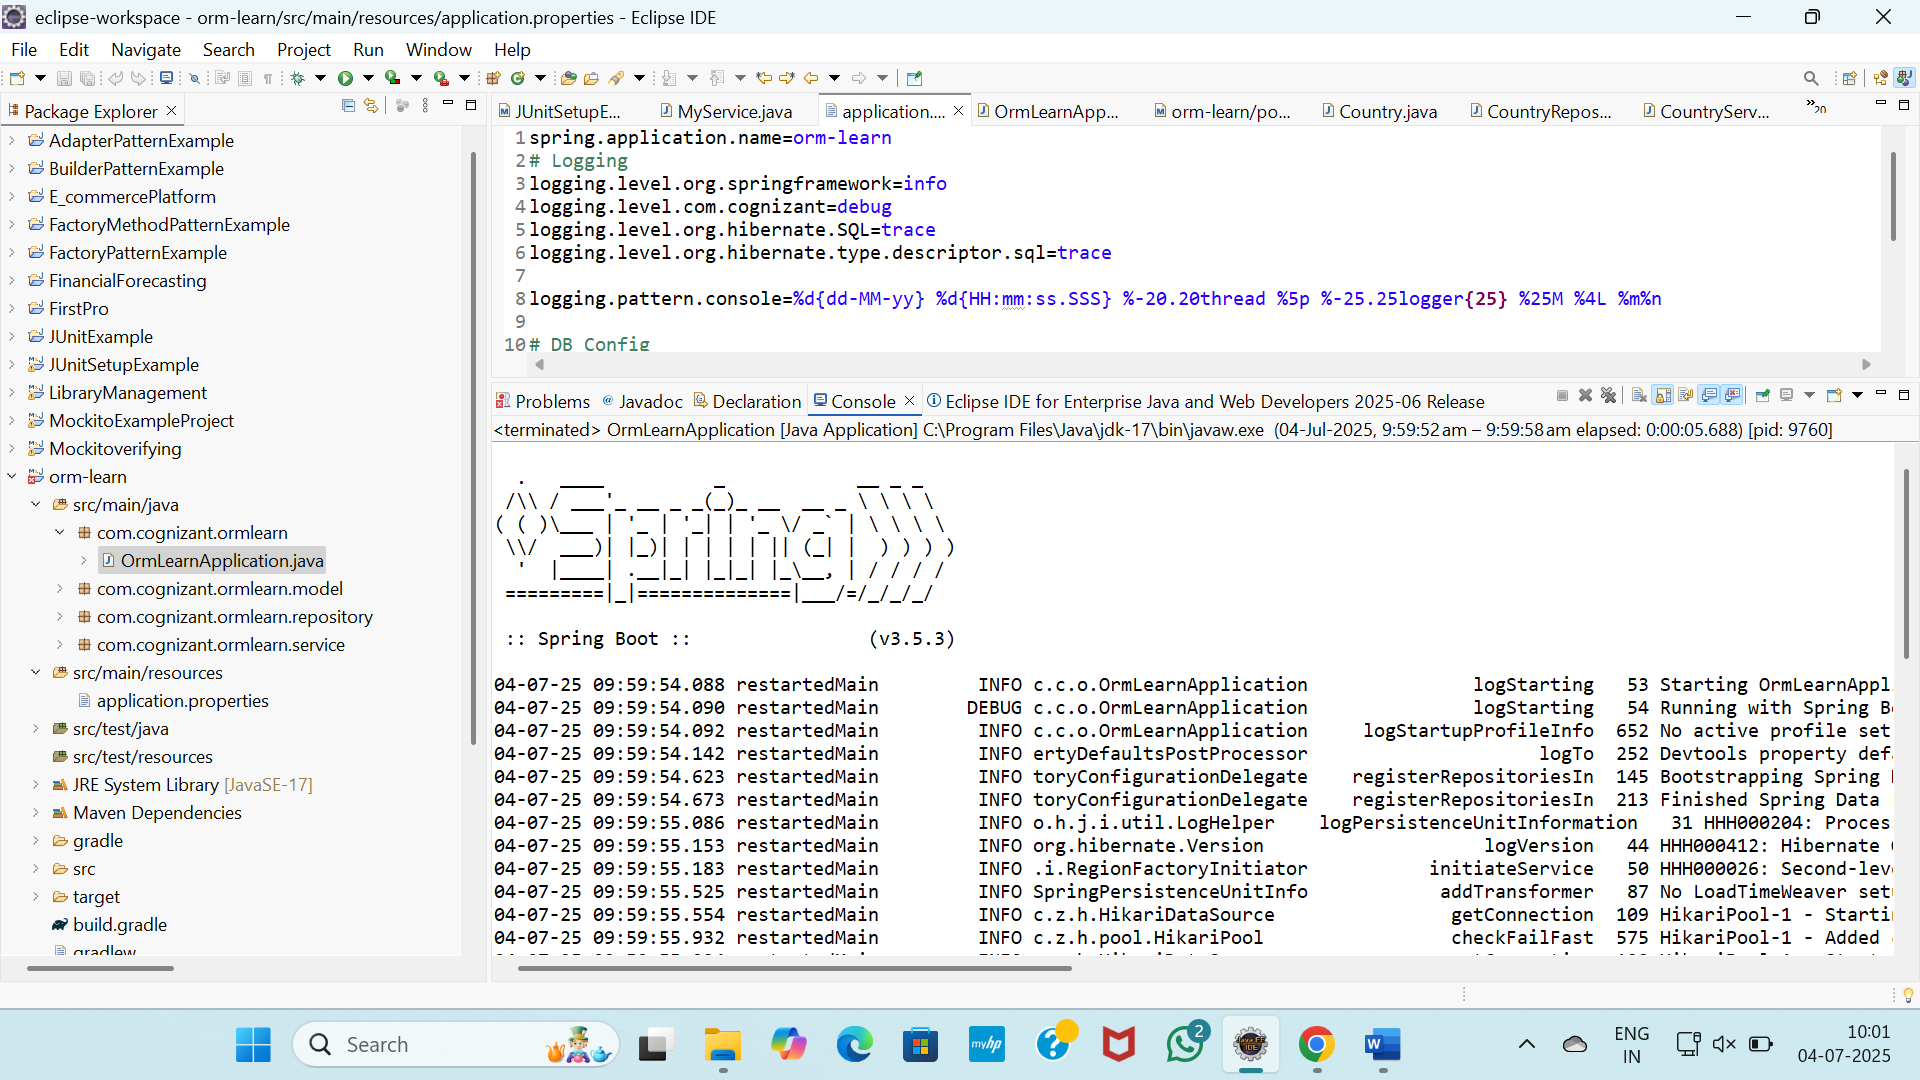 eclipse-workspace - orm-learn/src/main/resources/application.properties - Eclipse IDE
File Edit Navigate Search Project Run Window Help
Package Explorer
AdapterPatternExample
BuilderPatternExample
E_commercePlatform
FactoryMethodPatternExample
FactoryPatternExample
FinancialForecasting
FirstPro
JUnitExample
JUnitSetupExample
LibraryManagement
MockitoExampleProject
Mockitoverifying
orm-learn
src/main/java
com.cognizant.ormlearn
OrmLearnApplication.java
com.cognizant.ormlearn.model
com.cognizant.ormlearn.repository
com.cognizant.ormlearn.service
src/main/resources
application.properties
src/test/java
src/test/resources
JRE System Library [JavaSE-17]
Maven Dependencies
gradle
src
target
build.gradle
gradlew
JUnitSetupE... MyService.java application.... OrmLearnApp... orm-learn/po... Country.java CountryRepos... CountryServ... »20
1 spring.application.name=orm-learn
2 # Logging
3 logging.level.org.springframework=info
4 logging.level.com.cognizant=debug
5 logging.level.org.hibernate.SQL=trace
6 logging.level.org.hibernate.type.descriptor.sql=trace
7
8 logging.pattern.console=%d{dd-MM-yy} %d{HH:mm:ss.SSS} %-20.20thread %5p %-25.25logger{25} %25M %4L %m%n
9
10 # DB Config
Problems @ Javadoc Declaration Console Eclipse IDE for Enterprise Java and Web Developers 2025-06 Release
<terminated> OrmLearnApplication [Java Application] C:\Program Files\Java\jdk-17\bin\javaw.exe (04-Jul-2025, 9:59:52 am – 9:59:58 am elapsed: 0:00:05.688) [pid: 9760]
Spring
:: Spring Boot :: (v3.5.3)
04-07-25 09:59:54.088 restartedMain INFO c.c.o.OrmLearnApplication logStarting 53 Starting OrmLearnAppl
04-07-25 09:59:54.090 restartedMain DEBUG c.c.o.OrmLearnApplication logStarting 54 Running with Spring B
04-07-25 09:59:54.092 restartedMain INFO c.c.o.OrmLearnApplication logStartupProfileInfo 652 No active profile set
04-07-25 09:59:54.142 restartedMain INFO ertyDefaultsPostProcessor logTo 252 Devtools property def
04-07-25 09:59:54.623 restartedMain INFO toryConfigurationDelegate registerRepositoriesIn 145 Bootstrapping Spring
04-07-25 09:59:54.673 restartedMain INFO toryConfigurationDelegate registerRepositoriesIn 213 Finished Spring Data
04-07-25 09:59:55.086 restartedMain INFO o.h.j.i.util.LogHelper logPersistenceUnitInformation 31 HHH000204: Proces
04-07-25 09:59:55.153 restartedMain INFO org.hibernate.Version logVersion 44 HHH000412: Hibernate
04-07-25 09:59:55.183 restartedMain INFO .i.RegionFactoryInitiator initiateService 50 HHH000026: Second-lev
04-07-25 09:59:55.525 restartedMain INFO SpringPersistenceUnitInfo addTransformer 87 No LoadTimeWeaver set
04-07-25 09:59:55.554 restartedMain INFO c.z.h.HikariDataSource getConnection 109 HikariPool-1 - Starti
04-07-25 09:59:55.932 restartedMain INFO c.z.h.pool.HikariPool checkFailFast 575 HikariPool-1 - Added
Search
myhp
2
ENG
IN
10:01
04-07-2025